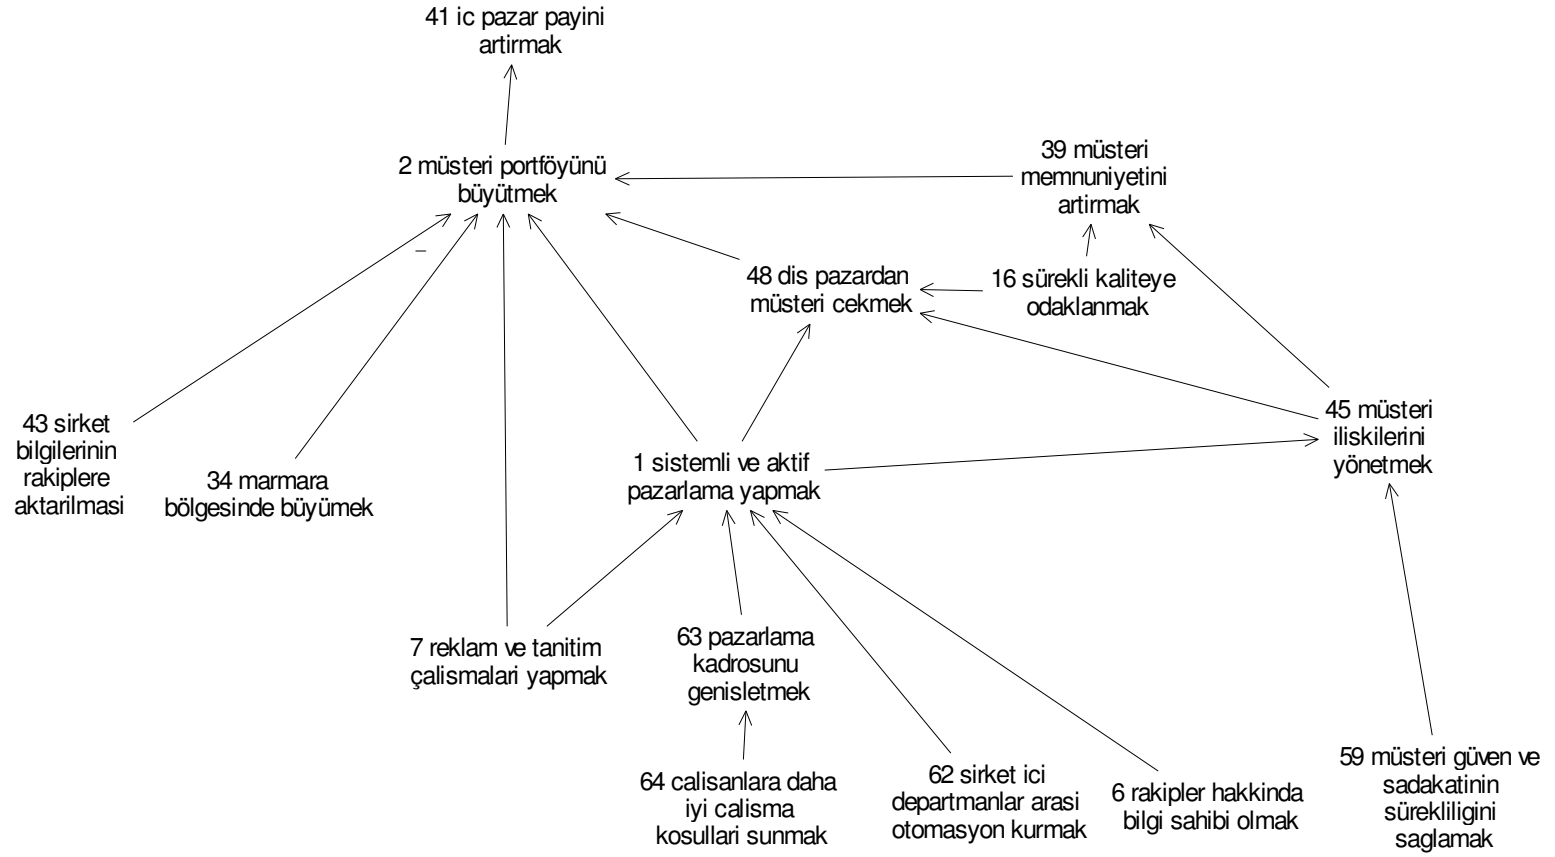 41 ic pazar payini
artirmak
2 müsteri portföyünü
büyütmek
39 müsteri
memnuniyetini
artirmak
–
48 dis pazardan
müsteri cekmek
16 sürekli kaliteye
odaklanmak
43 sirket
bilgilerinin
rakiplere
aktarilmasi
34 marmara
bölgesinde büyümek
1 sistemli ve aktif
pazarlama yapmak
45 müsteri
iliskilerini
yönetmek
7 reklam ve tanitim
çalismalari yapmak
63 pazarlama
kadrosunu
genisletmek
64 calisanlara daha
iyi calisma
kosullari sunmak
62 sirket ici
departmanlar arasi
otomasyon kurmak
6 rakipler hakkinda
bilgi sahibi olmak
59 müsteri güven ve
sadakatinin
sürekliligini
saglamak